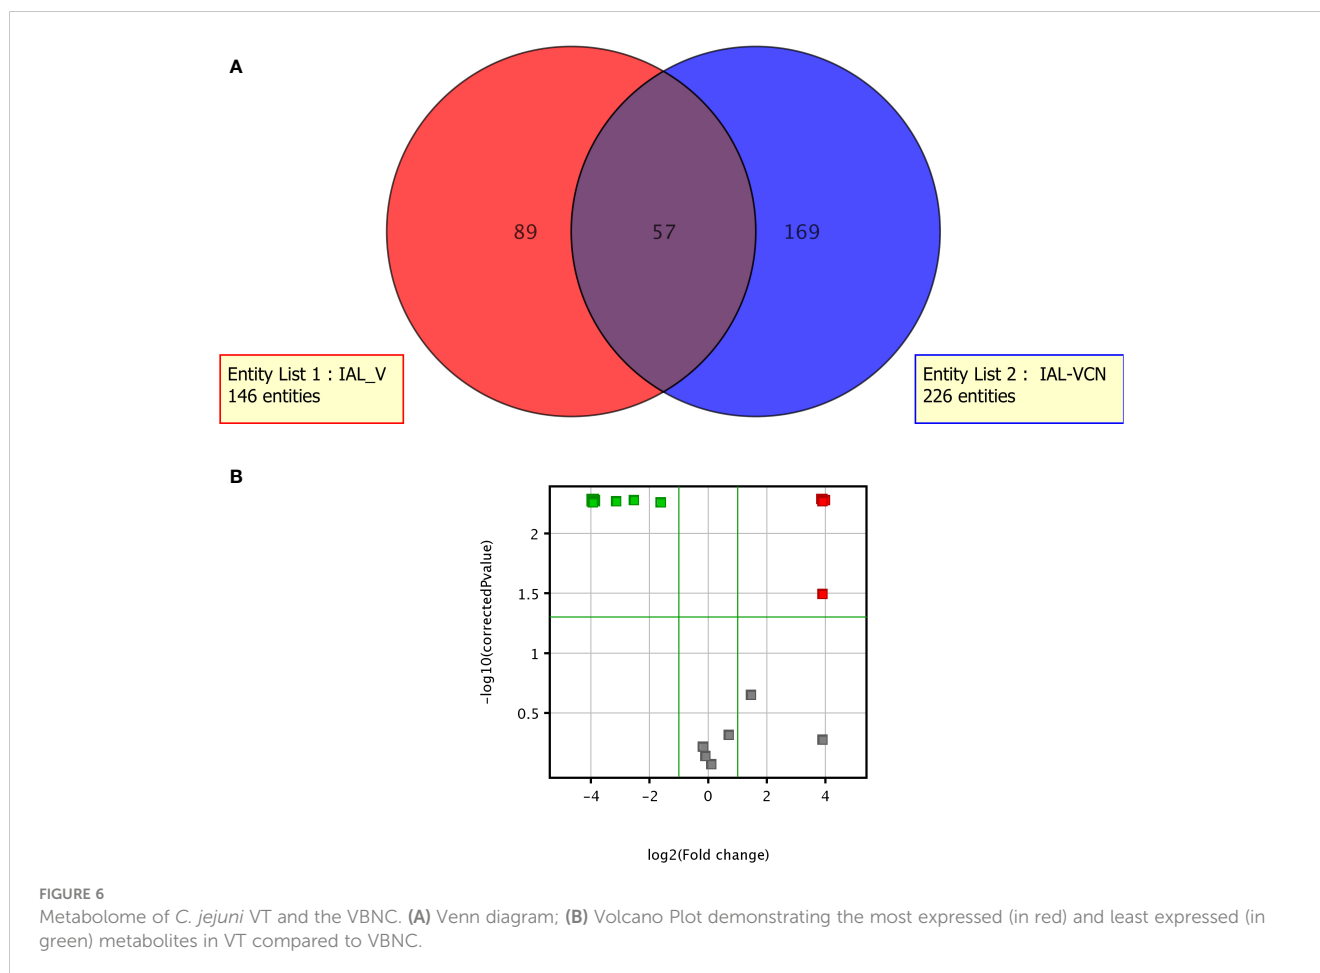 A
89
57
169
Entity List 1 : IAL_V
146 entities
Entity List 2 : IAL-VCN
226 entities
B
-log10(correctedPvalue)
2
1.5
1
0.5
-4 -2 0 2 4
log2(Fold change)
FIGURE 6
Metabolome of C. jejuni VT and the VBNC. (A) Venn diagram; (B) Volcano Plot demonstrating the most expressed (in red) and least expressed (in
green) metabolites in VT compared to VBNC.